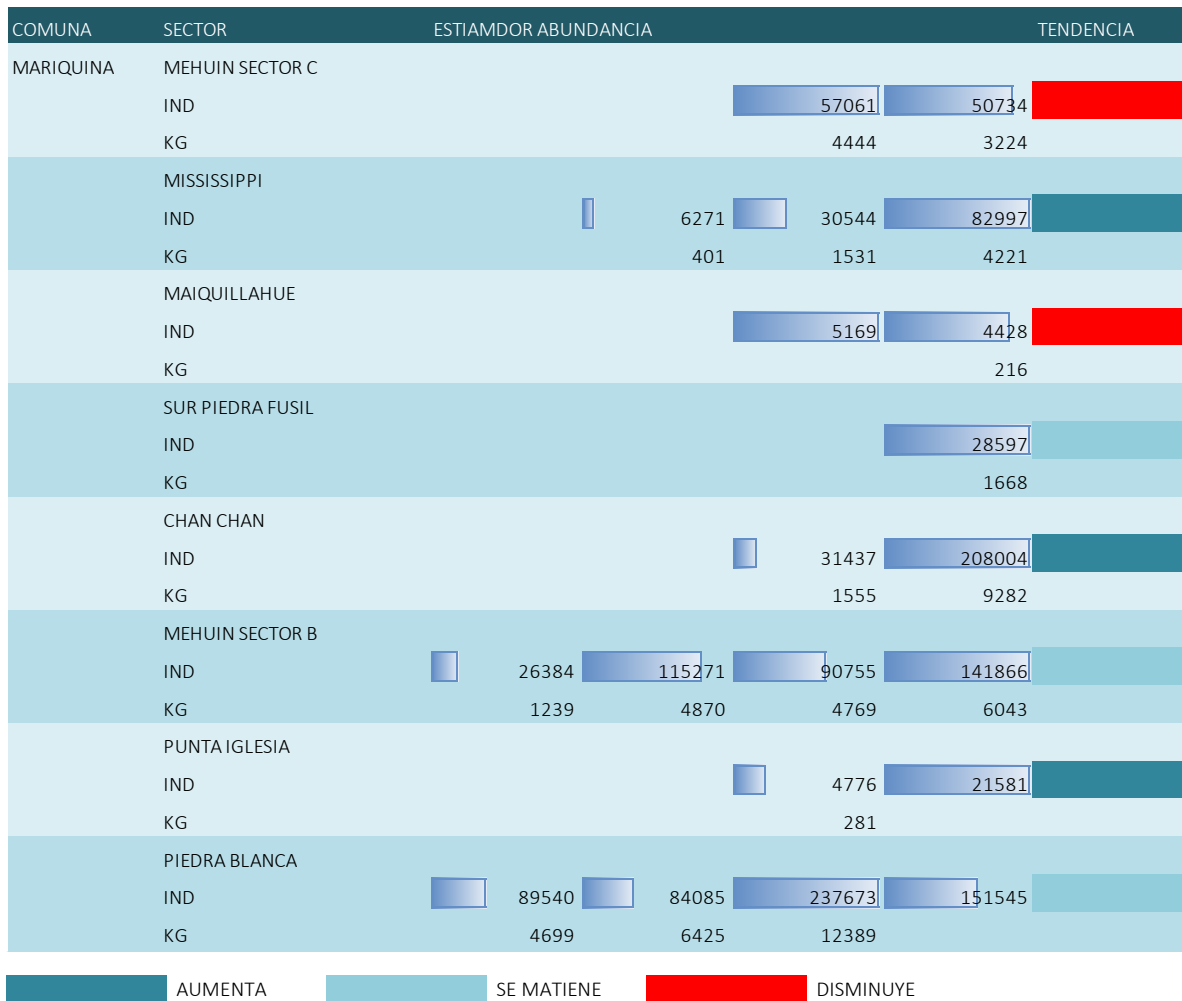 COMUNA SECTOR ESTIAMDOR ABUNDANCIA TENDENCIA
MARIQUINA MEHUIN SECTOR C
IND 57061 50734
KG 4444 3224
MISSISSIPPI
IND 6271 30544 82997
KG 401 1531 4221
MAIQUILLAHUE
IND 5169 4428
KG 216
SUR PIEDRA FUSIL
IND 28597
KG 1668
CHAN CHAN
IND 31437 208004
KG 1555 9282
MEHUIN SECTOR B
IND 26384 115271 90755 141866
KG 1239 4870 4769 6043
PUNTA IGLESIA
IND 4776 21581
KG 281
PIEDRA BLANCA
IND 89540 84085 237673 151545
KG 4699 6425 12389
AUMENTA SE MATIENE DISMINUYE